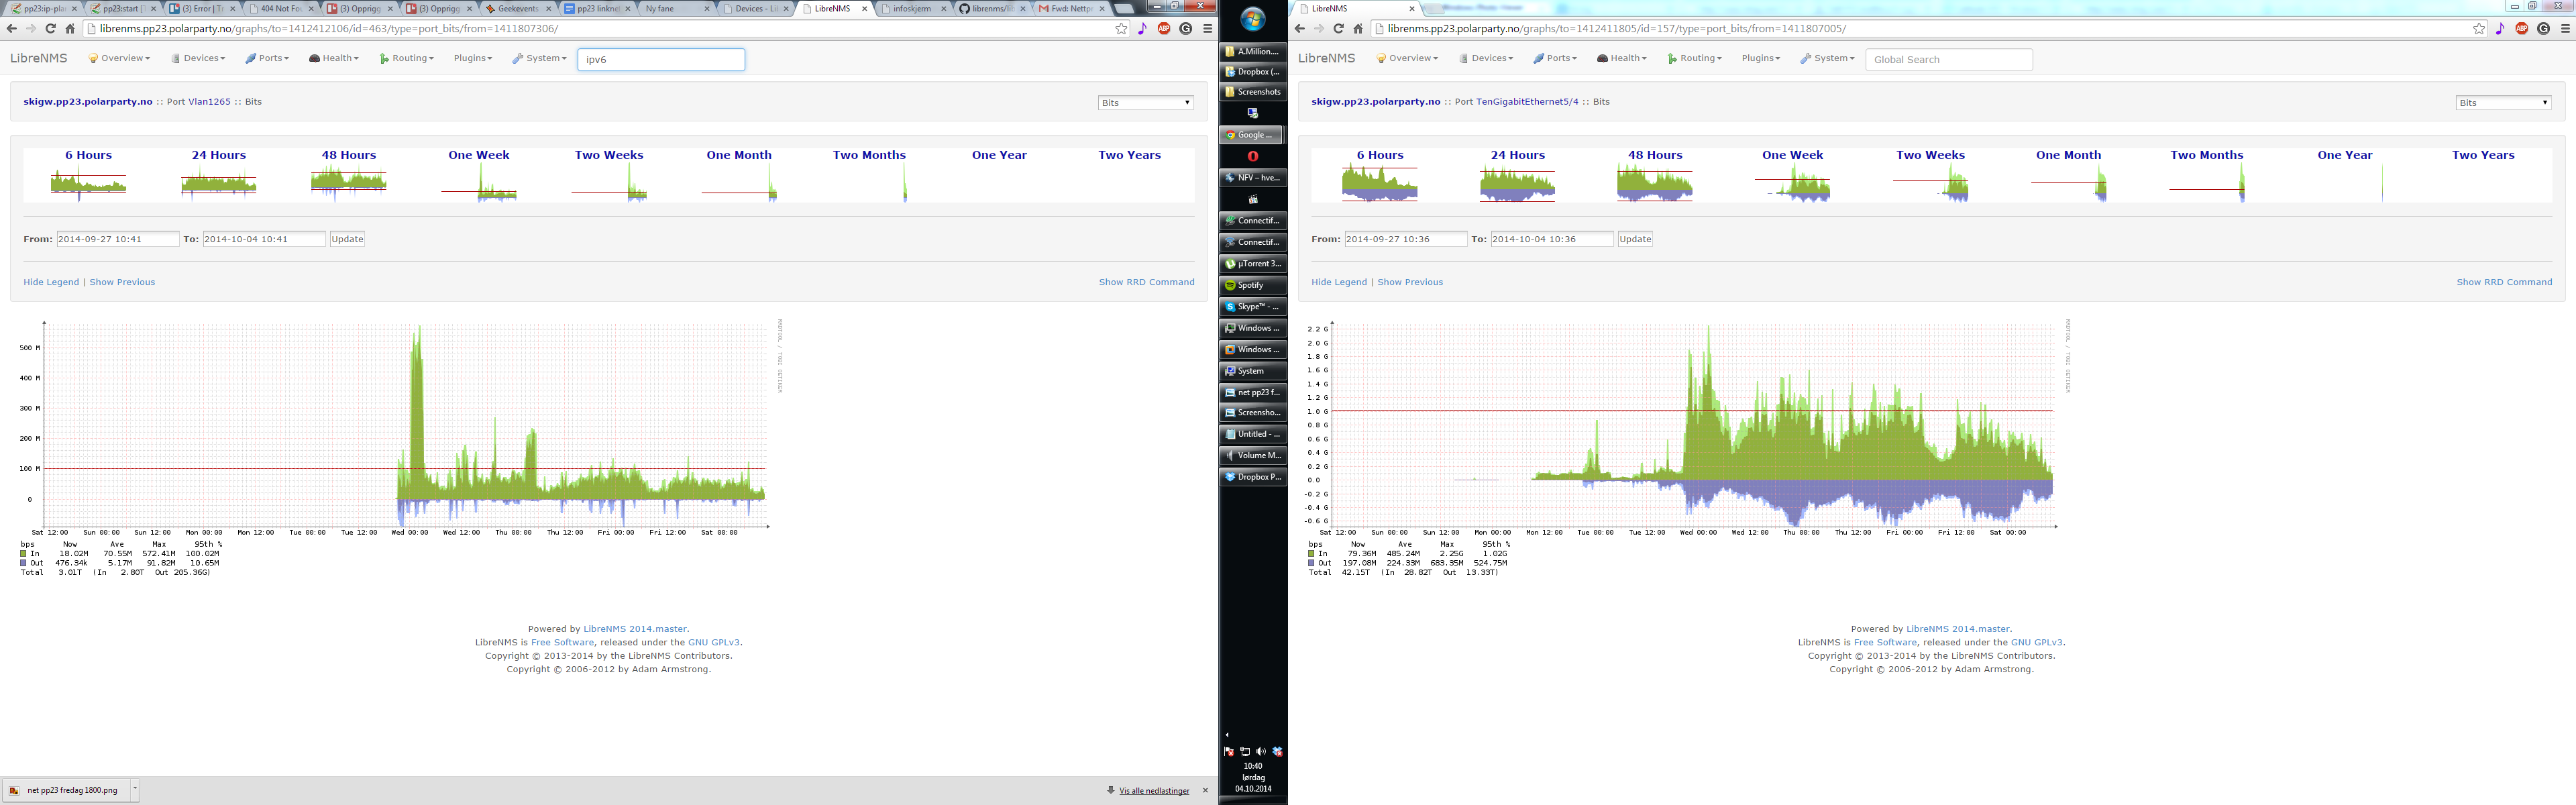 pp23:ip-pla
pp23:start [
(3) Error | Tr
404 Not Fou
(3) Opprigg
(3) Opprigg
Geekevents
pp23 linknet
Ny fane
Devices - Lib
LibreNMS
infoskjerm
librenms/lib
Fwd: Nettpr
librenms.pp23.polarparty.no/graphs/to=1412412106/id=463/type=port_bits/from=1411807306/
LibreNMS Overview Devices Ports Health Routing Plugins System ipv6
skigw.pp23.polarparty.no :: Port Vlan1265 :: Bits
Bits
6 Hours 24 Hours 48 Hours One Week Two Weeks One Month Two Months One Year Two Years
From: 2014-09-27 10:41 To: 2014-10-04 10:41 Update
Hide Legend | Show Previous
Show RRD Command
RRDTOOL / TOBI OETIKER
500 M
400 M
300 M
200 M
100 M
0
Sat 12:00 Sun 00:00 Sun 12:00 Mon 00:00 Mon 12:00 Tue 00:00 Tue 12:00 Wed 00:00 Wed 12:00 Thu 00:00 Thu 12:00 Fri 00:00 Fri 12:00 Sat 00:00
bps Now Ave Max 95th %
In 18.02M 70.55M 572.41M 100.02M
Out 476.34k 5.17M 91.82M 10.65M
Total 3.01T (In 2.80T Out 205.36G)
Powered by LibreNMS 2014.master.
LibreNMS is Free Software, released under the GNU GPLv3.
Copyright © 2013-2014 by the LibreNMS Contributors.
Copyright © 2006-2012 by Adam Armstrong.
net pp23 fredag 1800.png
Vis alle nedlastinger
A.Million....
Dropbox (...
Screenshots
Google ...
NFV – hve...
Connectif...
Connectif...
µTorrent 3...
Spotify
Skype™ - ...
Windows ...
Windows ...
System
net pp23 f...
Screensho...
Untitled - ...
Volume M...
Dropbox P...
10:40
lørdag
04.10.2014
LibreNMS
librenms.pp23.polarparty.no/graphs/to=1412411805/id=157/type=port_bits/from=1411807005/
LibreNMS Overview Devices Ports Health Routing Plugins System Global Search
skigw.pp23.polarparty.no :: Port TenGigabitEthernet5/4 :: Bits
Bits
6 Hours 24 Hours 48 Hours One Week Two Weeks One Month Two Months One Year Two Years
From: 2014-09-27 10:36 To: 2014-10-04 10:36 Update
Hide Legend | Show Previous
Show RRD Command
RRDTOOL / TOBI OETIKER
2.2 G
2.0 G
1.8 G
1.6 G
1.4 G
1.2 G
1.0 G
0.8 G
0.6 G
0.4 G
0.2 G
0.0
-0.2 G
-0.4 G
-0.6 G
Sat 12:00 Sun 00:00 Sun 12:00 Mon 00:00 Mon 12:00 Tue 00:00 Tue 12:00 Wed 00:00 Wed 12:00 Thu 00:00 Thu 12:00 Fri 00:00 Fri 12:00 Sat 00:00
bps Now Ave Max 95th %
In 79.36M 485.24M 2.25G 1.02G
Out 197.08M 224.33M 683.35M 524.75M
Total 42.15T (In 28.82T Out 13.33T)
Powered by LibreNMS 2014.master.
LibreNMS is Free Software, released under the GNU GPLv3.
Copyright © 2013-2014 by the LibreNMS Contributors.
Copyright © 2006-2012 by Adam Armstrong.